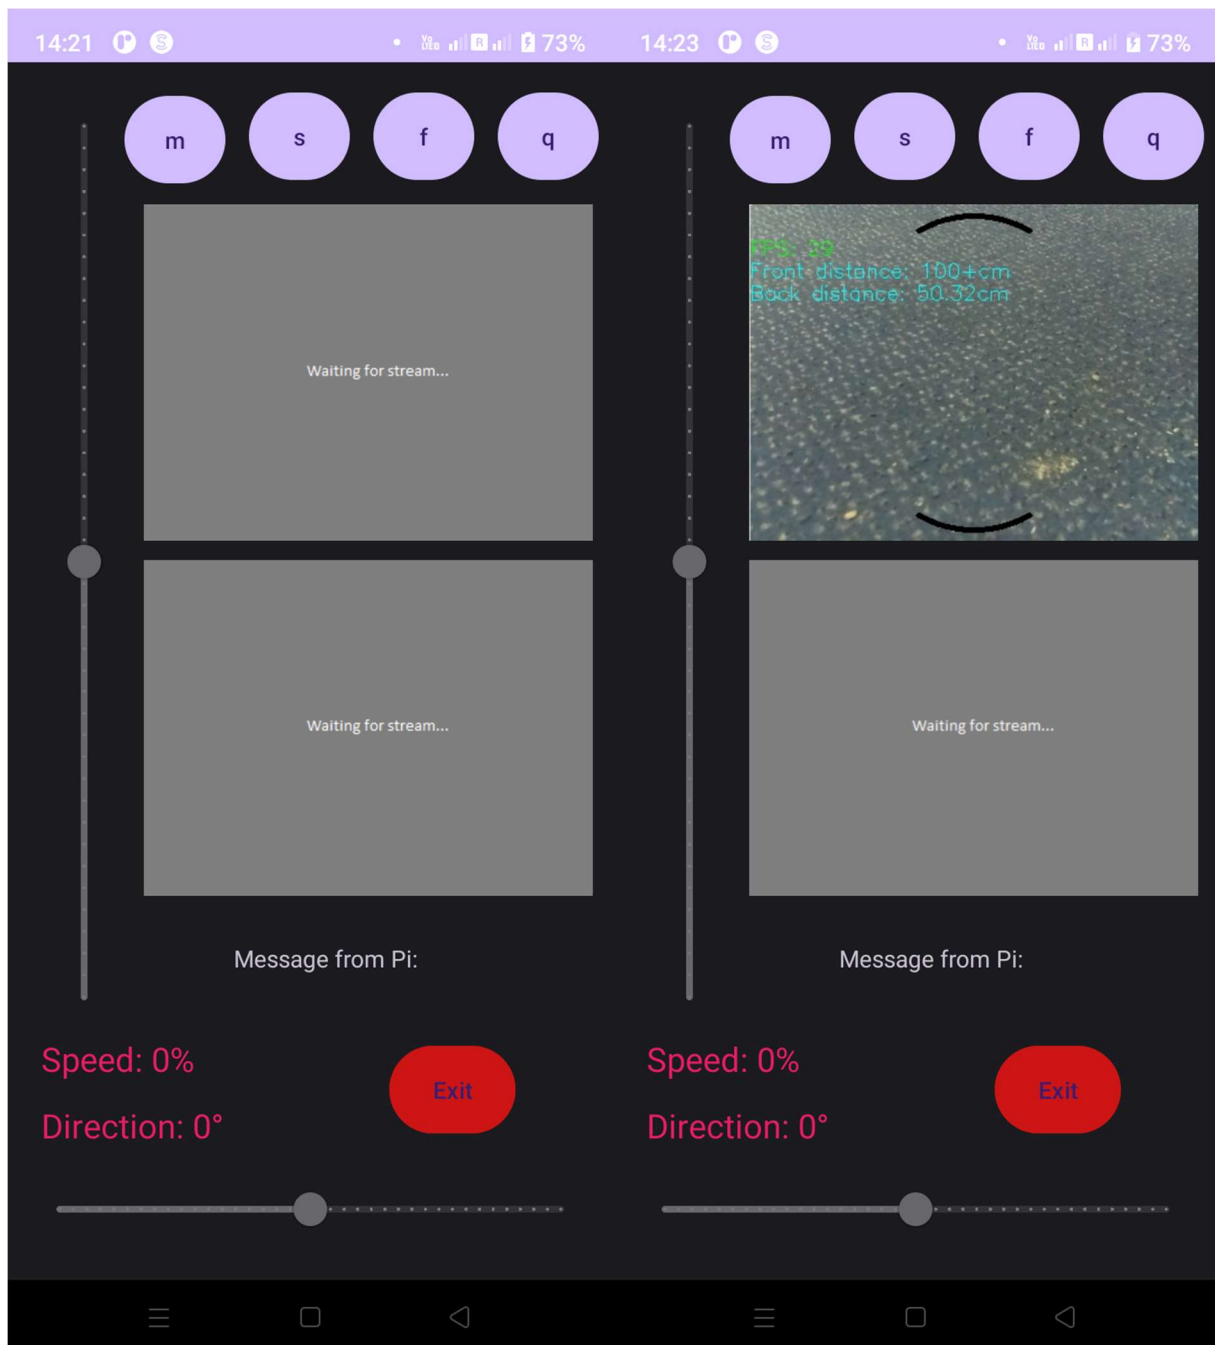 14:21
73%
m s f q
Waiting for stream...
Waiting for stream...
Message from Pi:
Speed: 0%
Exit
Direction: 0°
14:23
73%
m s f q
FPS: 29
Front distance: 100+cm
Back distance: 50.32cm
Waiting for stream...
Message from Pi:
Speed: 0%
Exit
Direction: 0°